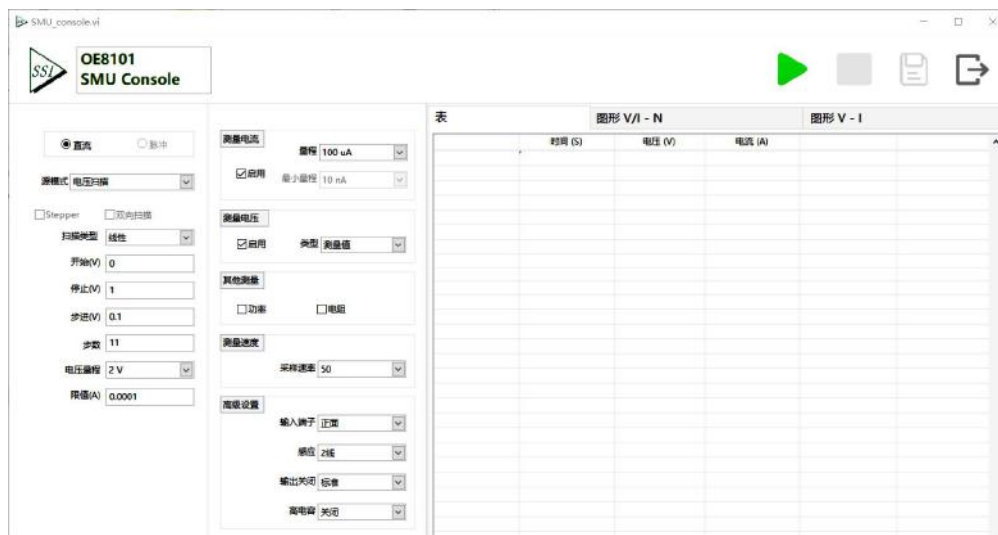 SMU_console.vi
SSI
OE8101
SMU Console
直流
脉冲
源模式 电压扫描
Stepper 双向扫描
扫描类型 线性
开始(V) 0
停止(V) 1
步进(V) 0.1
步数 11
电压量程 2 V
限值(A) 0.0001
测量电流
量程 100 uA
启用 最小量程 10 nA
测量电压
启用 类型 测量值
其他测量
功率 电阻
测量速度
采样速率 50
高级设置
输入端子 正面
感应 2线
输出关闭 标准
高电容 关闭
表 图形 V/I - N 图形 V - I
时间 (S) 电压 (V) 电流 (A)